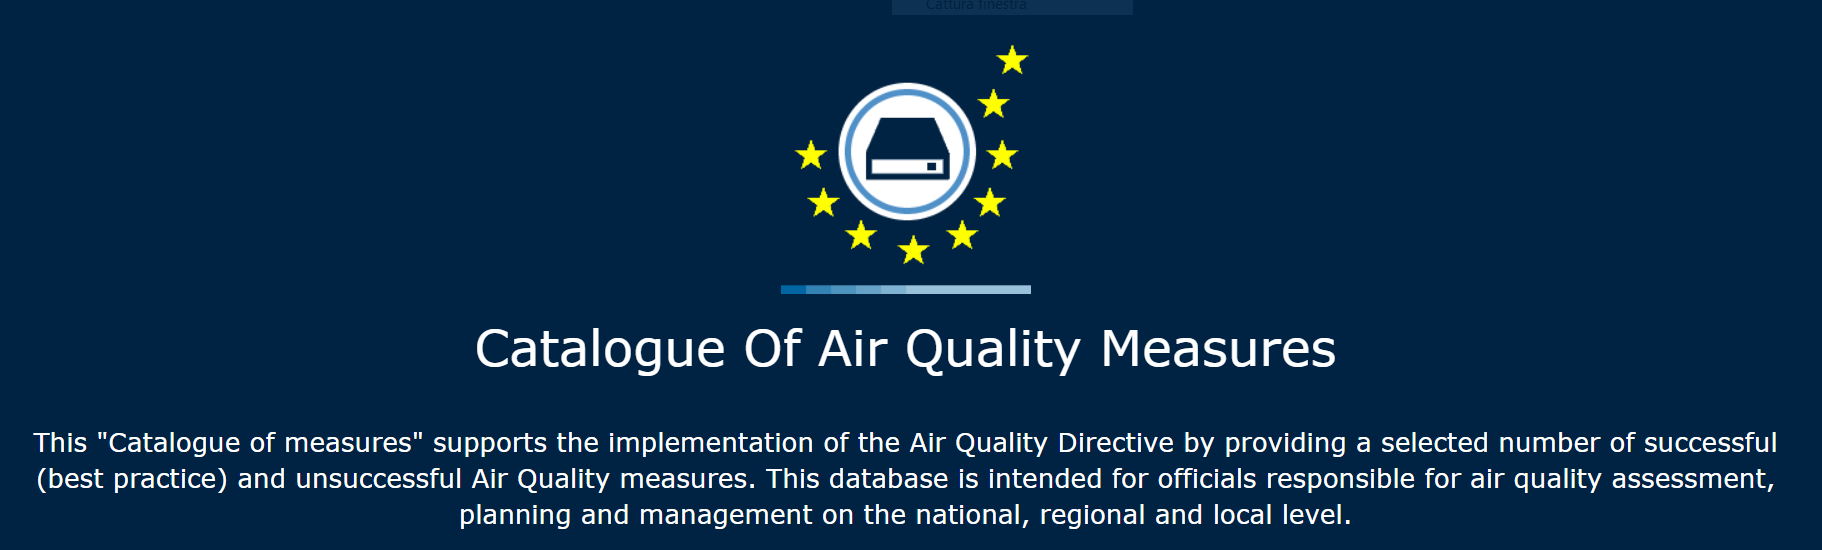 Cattura finestra
Catalogue Of Air Quality Measures
This "Catalogue of measures" supports the implementation of the Air Quality Directive by providing a selected number of successful
(best practice) and unsuccessful Air Quality measures. This database is intended for officials responsible for air quality assessment,
planning and management on the national, regional and local level.